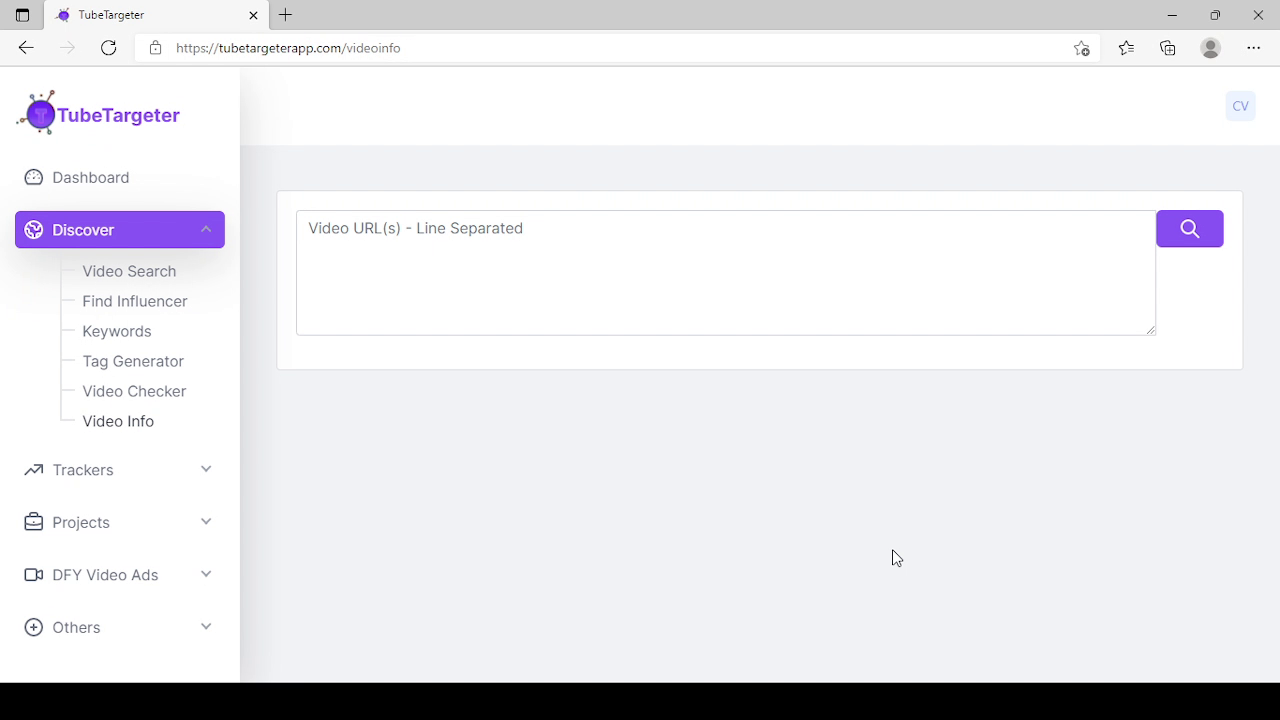 TubeTargeter
https://tubetargeterapp.com/videoinfo
TubeTargeter
CV
Dashboard
Discover
Video URL(s) - Line Separated
Video Search
Find Influencer
Keywords
Tag Generator
Video Checker
Video Info
Trackers
Projects
DFY Video Ads
Others